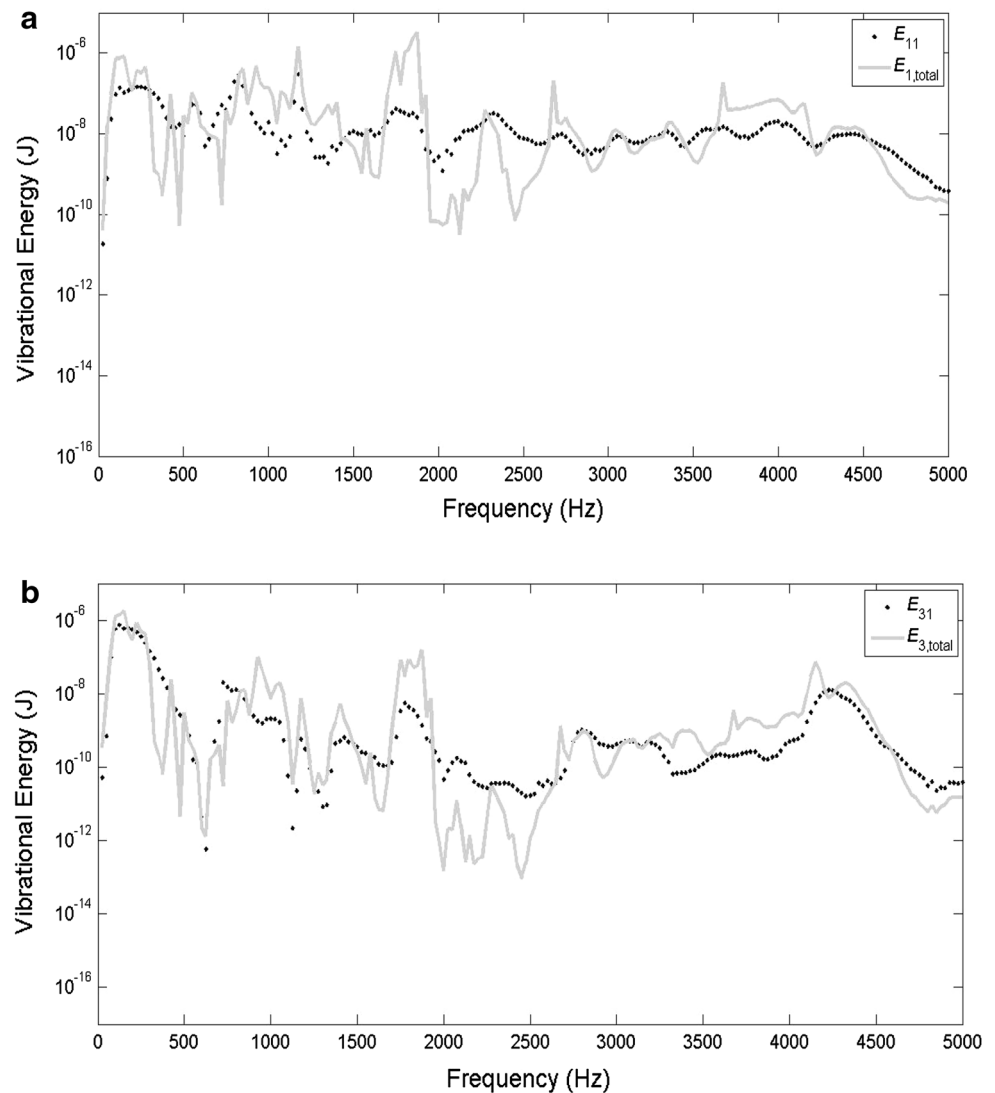 a
E11
E1,total
10-6
10-8
10-10
10-12
10-14
10-16
Vibrational Energy (J)
0 500 1000 1500 2000 2500 3000 3500 4000 4500 5000
Frequency (Hz)
b
E31
E3,total
10-6
10-8
10-10
10-12
10-14
10-16
Vibrational Energy (J)
0 500 1000 1500 2000 2500 3000 3500 4000 4500 5000
Frequency (Hz)